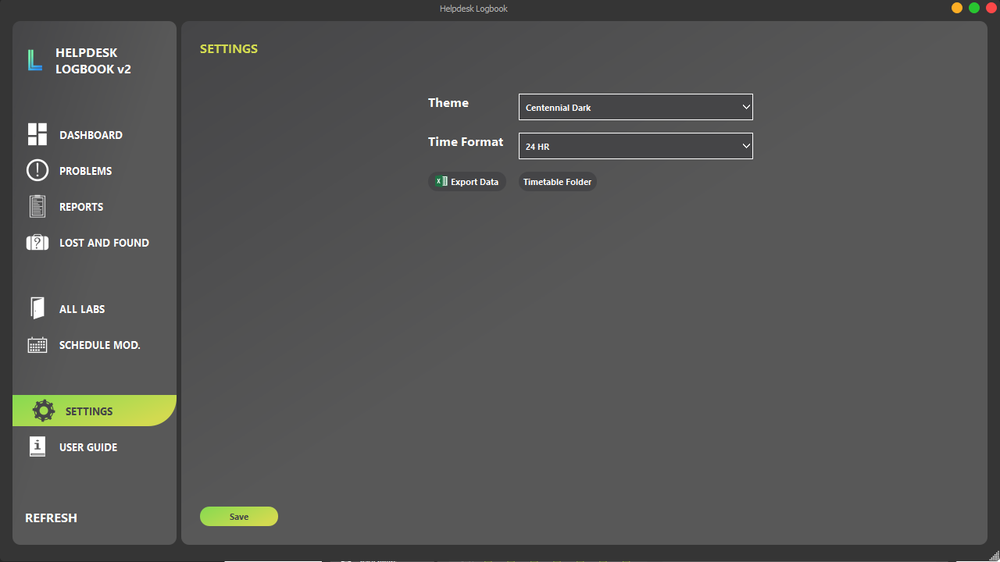 Helpdesk Logbook
HELPDESK
LOGBOOK v2
DASHBOARD
PROBLEMS
REPORTS
LOST AND FOUND
ALL LABS
SCHEDULE MOD.
SETTINGS
USER GUIDE
REFRESH
SETTINGS
Theme
Centennial Dark
Time Format
24 HR
Export Data
Timetable Folder
Save